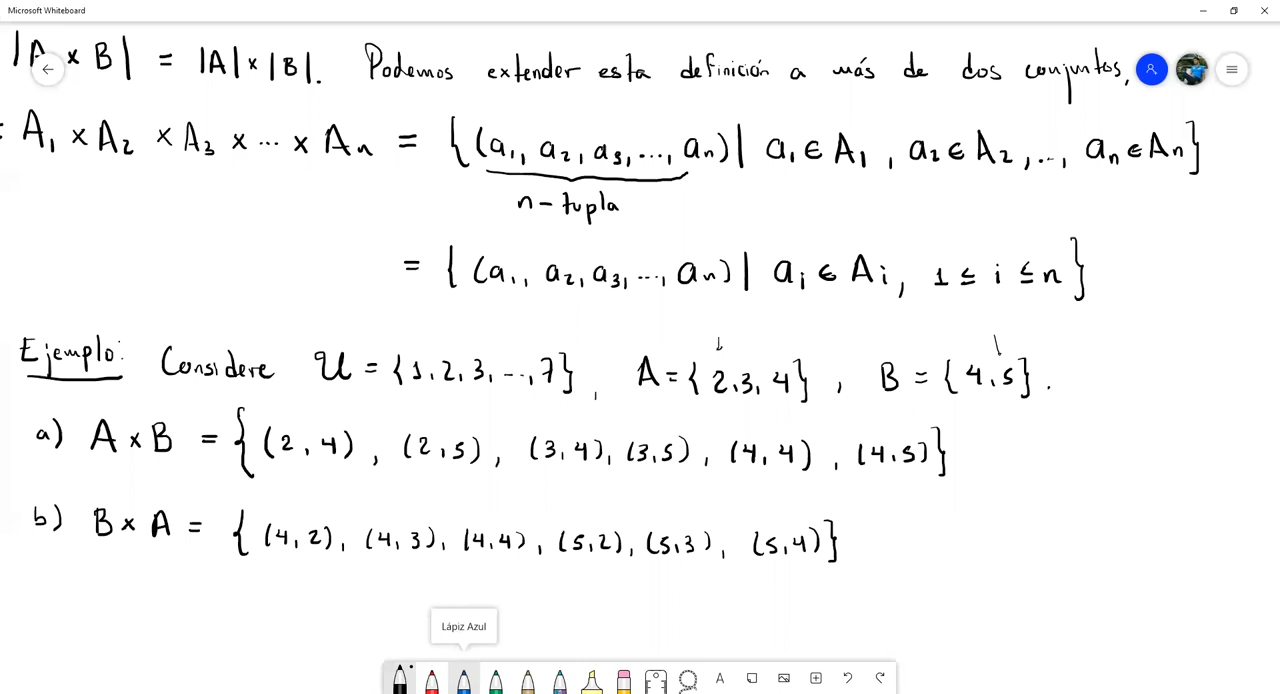 Microsoft Whiteboard
|A × B| = |A| × |B|. Podemos extender esta definición a más de dos conjuntos,
= A₁ × A₂ × A₃ × ... × Aₙ = {(a₁, a₂, a₃, ..., aₙ) | a₁ ∈ A₁, a₂ ∈ A₂, ..., aₙ ∈ Aₙ}
n-tupla
= {(a₁, a₂, a₃, ..., aₙ) | aᵢ ∈ Aᵢ, 1 ≤ i ≤ n}
Ejemplo: Considere U = {1, 2, 3, ..., 7}, A = {2, 3, 4}, B = {4, 5}.
a) A × B = {(2, 4), (2, 5), (3, 4), (3, 5), (4, 4), (4, 5)}
b) B × A = {(4, 2), (4, 3), (4, 4), (5, 2), (5, 3), (5, 4)}
Lápiz Azul